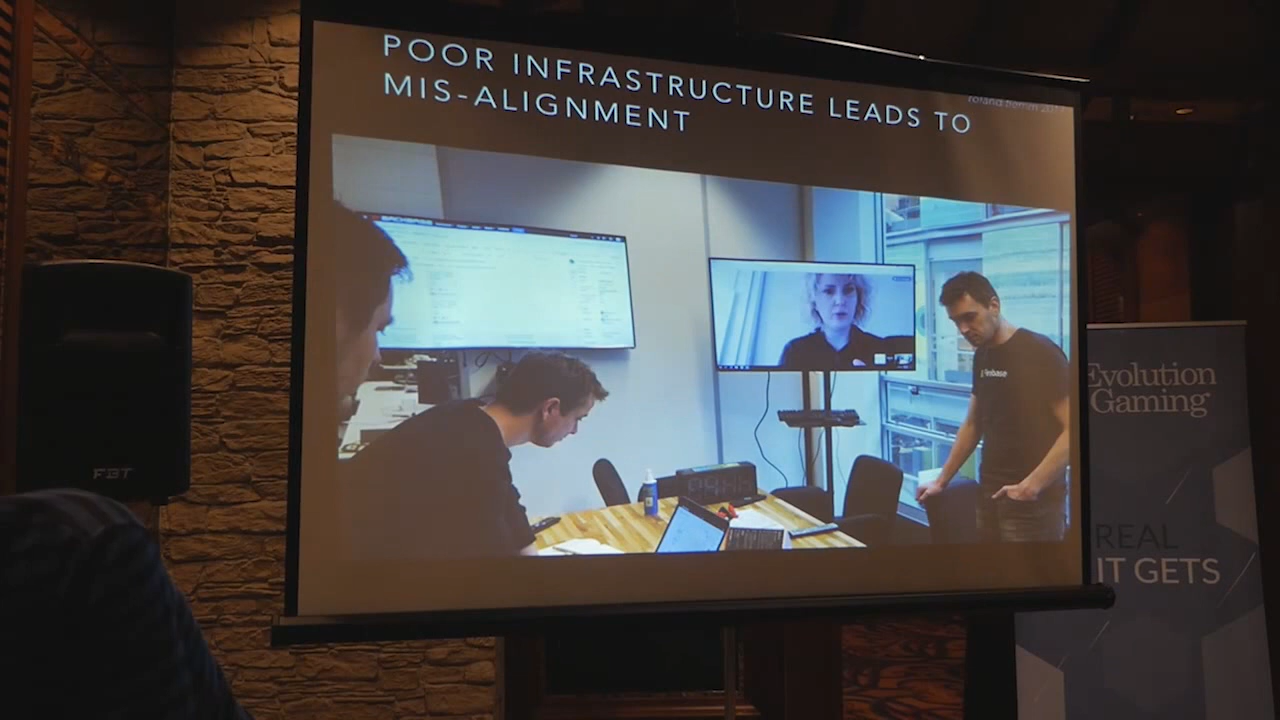 POOR INFRASTRUCTURE LEADS TO
MIS-ALIGNMENT
FBT
Evolution
Gaming
REAL
IT GETS